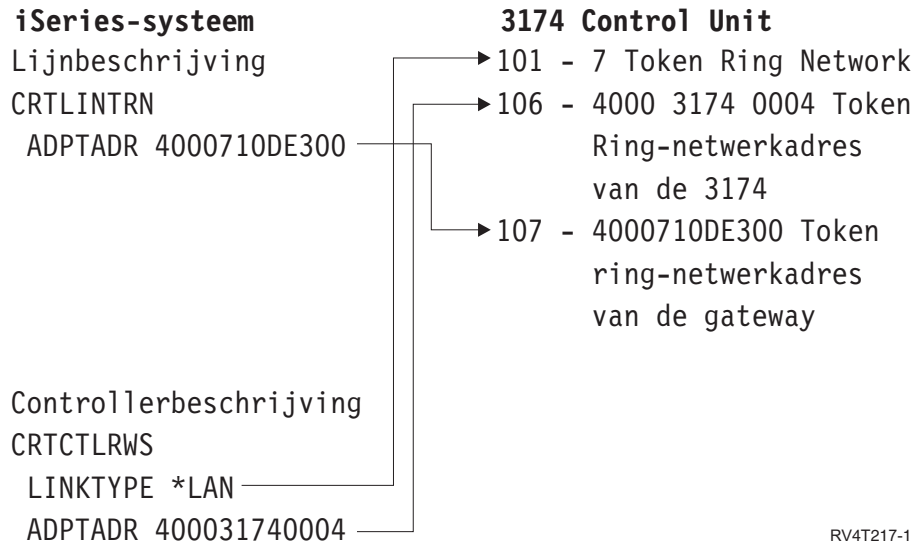 iSeries-systeem
Lijnbeschrijving
CRTLINTRN
ADPTADR 4000710DE300
Controllerbeschrijving
CRTCTLRWS
LINKTYPE *LAN
ADPTADR 400031740004
3174 Control Unit
101 - 7 Token Ring Network
106 - 4000 3174 0004 Token
Ring-netwerkadres
van de 3174
107 - 4000710DE300 Token
ring-netwerkadres
van de gateway
RV4T217-1